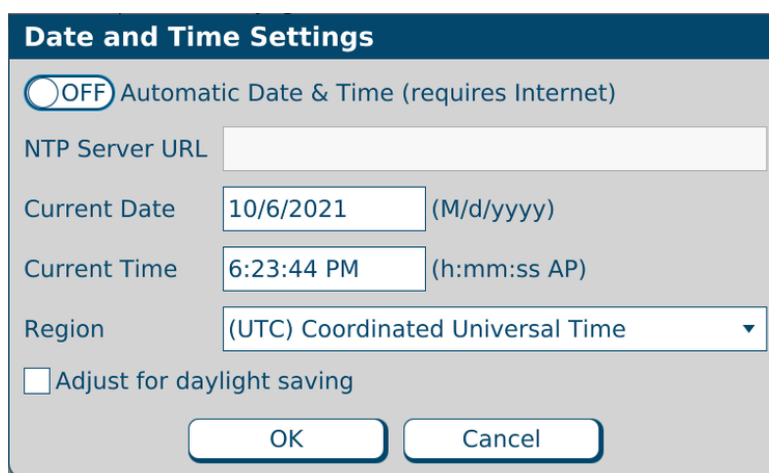 Date and Time Settings
OFF Automatic Date & Time (requires Internet)
NTP Server URL
Current Date 10/6/2021 (M/d/yyyy)
Current Time 6:23:44 PM (h:mm:ss AP)
Region (UTC) Coordinated Universal Time
Adjust for daylight saving
OK Cancel